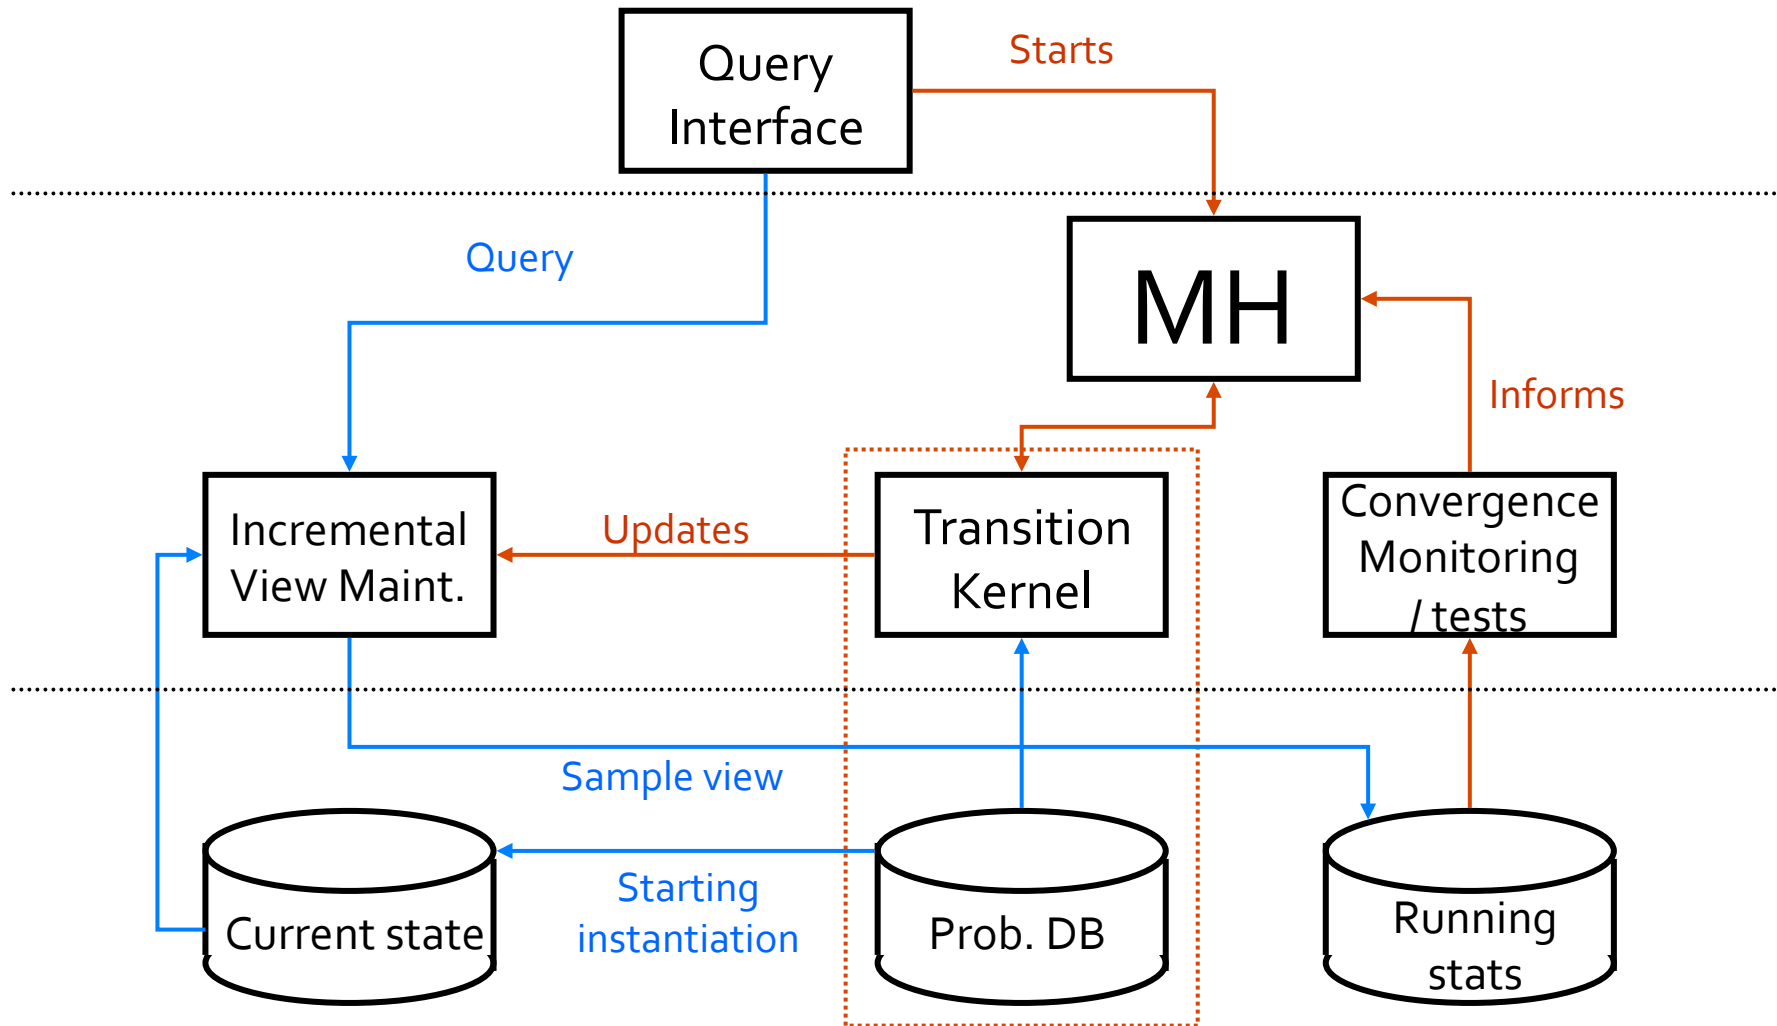 Query
Interface
Starts
Query
MH
Informs
Incremental
View Maint.
Updates
Transition
Kernel
Convergence
Monitoring
/ tests
Sample view
Current state
Starting
instantiation
Prob. DB
Running
stats